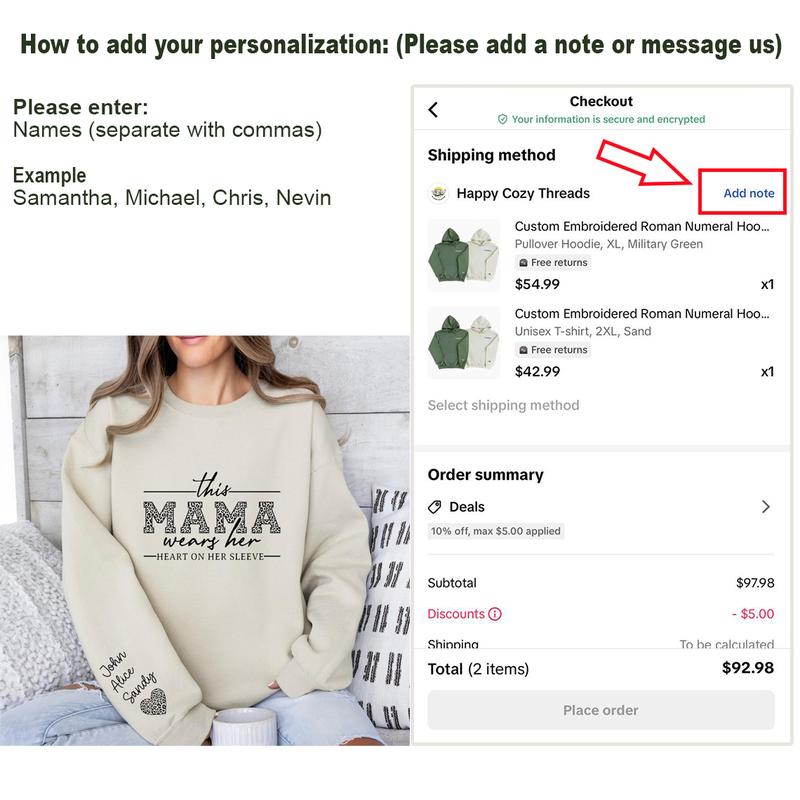 How to add your personalization: (Please add a note or message us)
Please enter:
Names (separate with commas)
Example
Samantha, Michael, Chris, Nevin
this
MAMA
wears her
HEART ON HER SLEEVE
John
Alice
Sandy
Checkout
Your information is secure and encrypted
Shipping method
Happy Cozy Threads
Add note
Custom Embroidered Roman Numeral Hoo...
Pullover Hoodie, XL, Military Green
Free returns
$54.99 x1
Custom Embroidered Roman Numeral Hoo...
Unisex T-shirt, 2XL, Sand
Free returns
$42.99 x1
Select shipping method
Order summary
Deals
10% off, max $5.00 applied
Subtotal $97.98
Discounts - $5.00
Shipping To be calculated
Total (2 items) $92.98
Place order